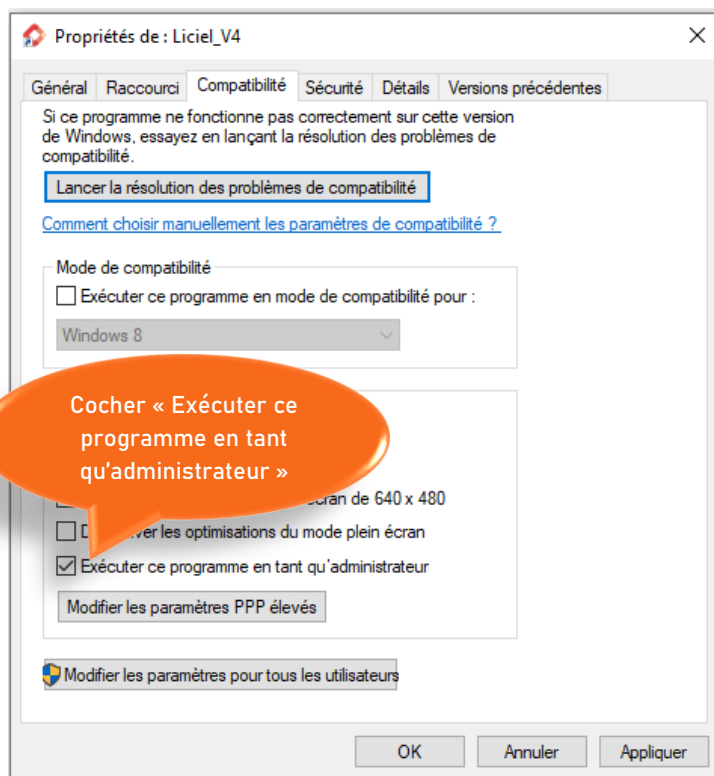 Propriétés de : Liciel_V4
Général Raccourci Compatibilité Sécurité Détails Versions précédentes
Si ce programme ne fonctionne pas correctement sur cette version
de Windows, essayez en lançant la résolution des problèmes de
compatibilité.
Lancer la résolution des problèmes de compatibilité
Comment choisir manuellement les paramètres de compatibilité ?
Mode de compatibilité
Exécuter ce programme en mode de compatibilité pour :
Windows 8
Cocher « Exécuter ce
programme en tant
qu'administrateur »
écran de 640 x 480
les optimisations du mode plein écran
Exécuter ce programme en tant qu'administrateur
Modifier les paramètres PPP élevés
Modifier les paramètres pour tous les utilisateurs
OK Annuler Appliquer